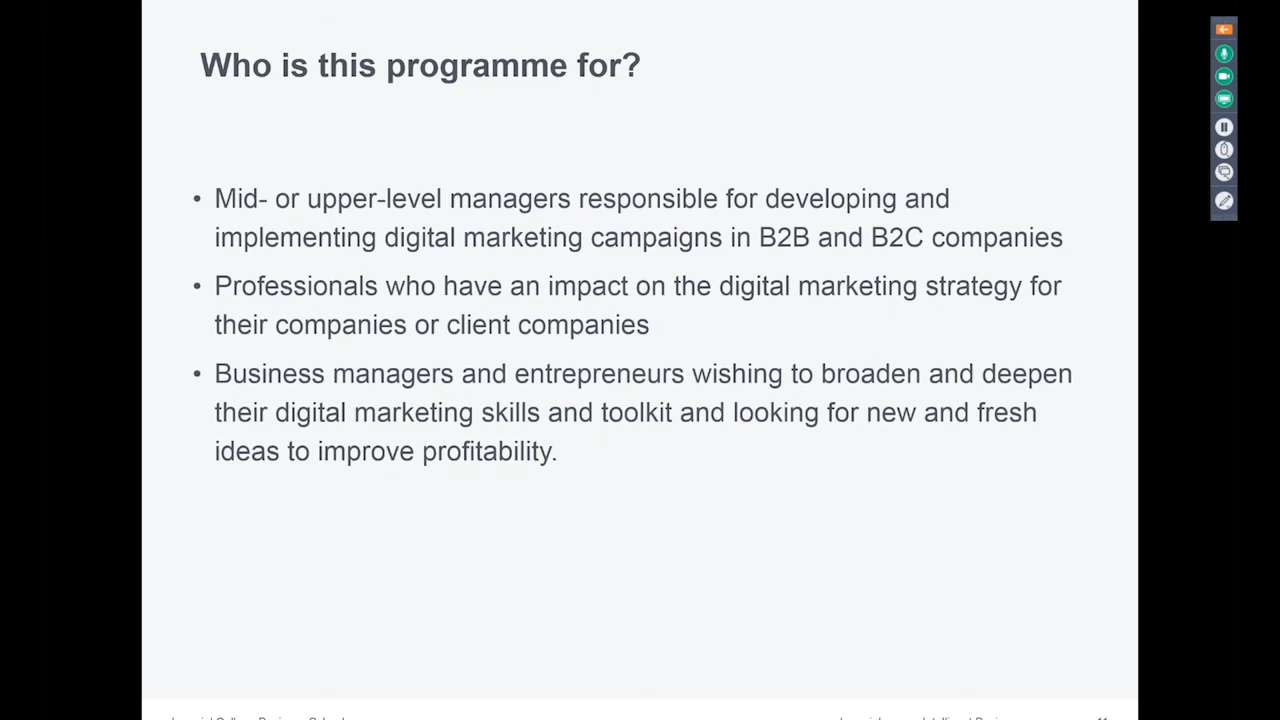 Who is this programme for?
• Mid- or upper-level managers responsible for developing and
implementing digital marketing campaigns in B2B and B2C companies
• Professionals who have an impact on the digital marketing strategy for
their companies or client companies
• Business managers and entrepreneurs wishing to broaden and deepen
their digital marketing skills and toolkit and looking for new and fresh
ideas to improve profitability.